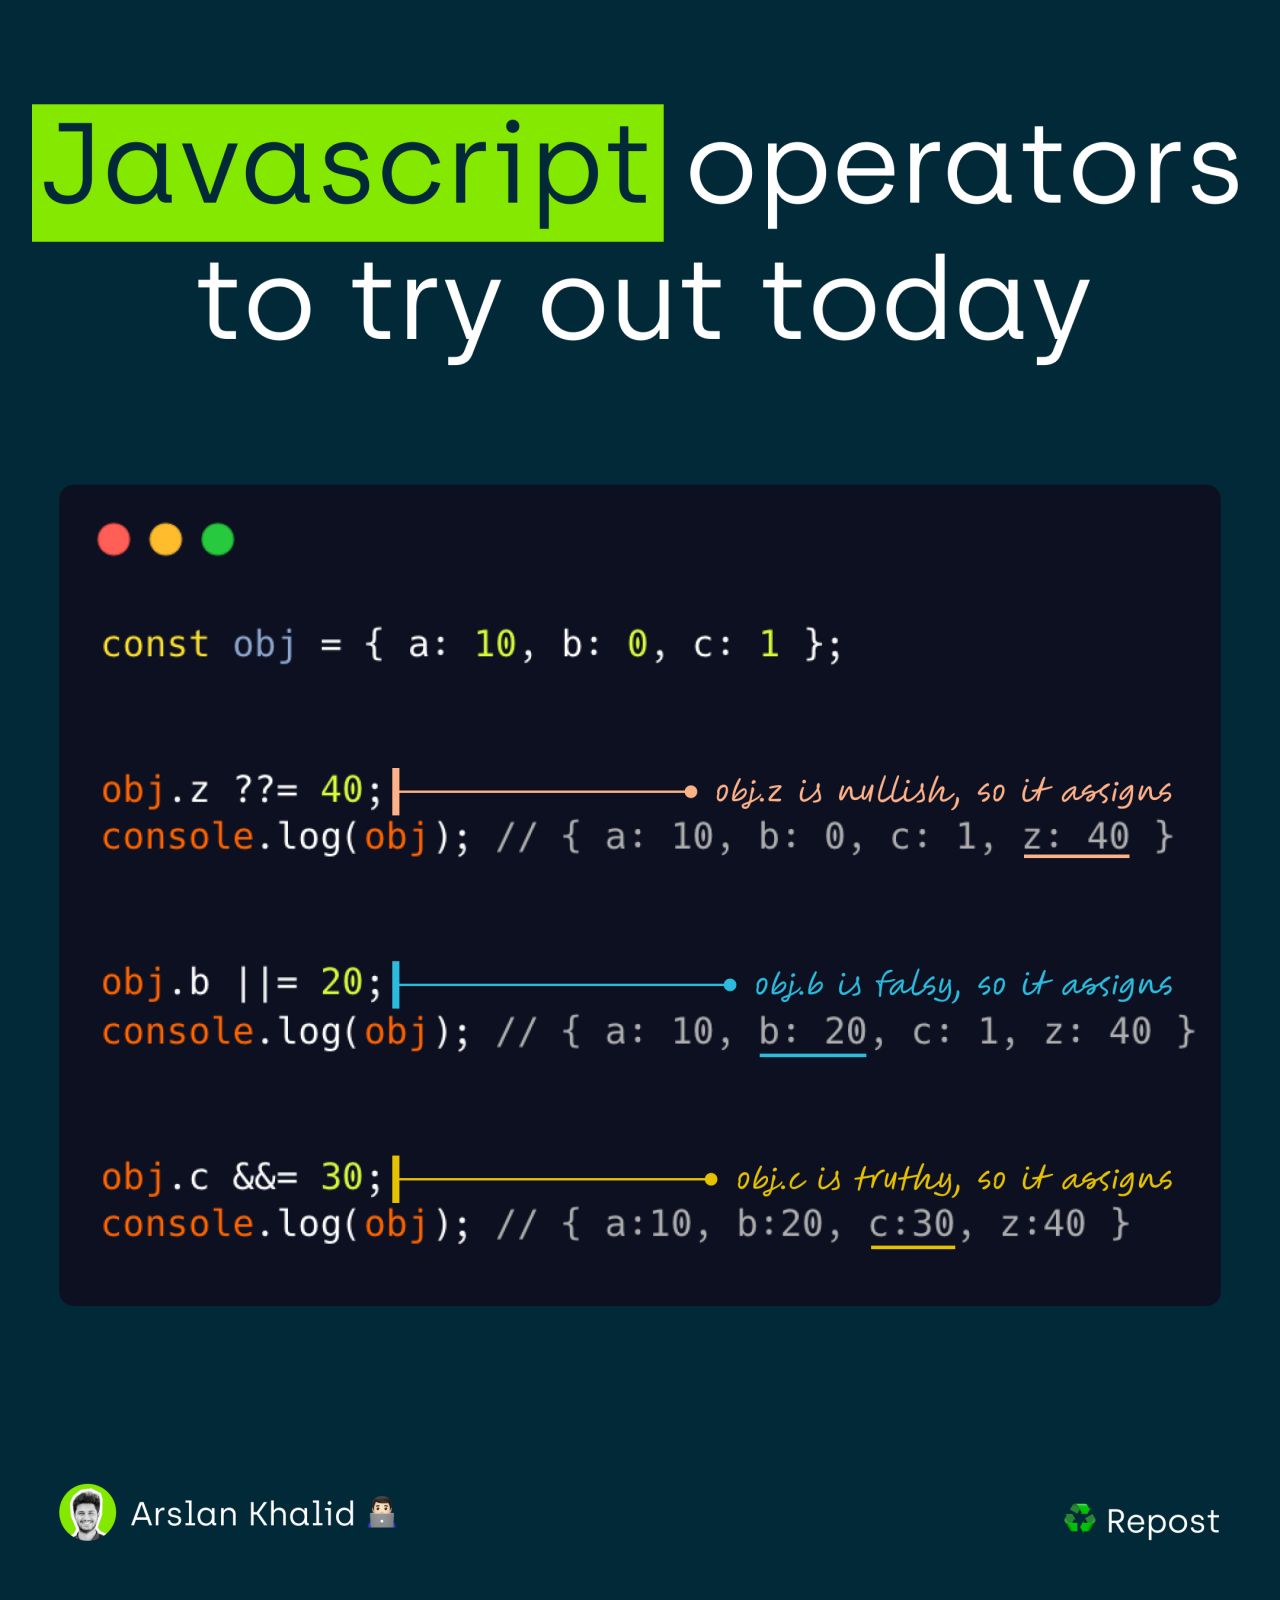 Javascript operators
to try out today
const obj = { a: 10, b: 0, c: 1 };
obj.z ??= 40; obj.z is nullish, so it assigns
console.log(obj); // { a: 10, b: 0, c: 1, z: 40 }
obj.b ||= 20; obj.b is falsy, so it assigns
console.log(obj); // { a: 10, b: 20, c: 1, z: 40 }
obj.c &&= 30; obj.c is truthy, so it assigns
console.log(obj); // { a:10, b:20, c:30, z:40 }
Arslan Khalid 👨🏻‍💻 ♻️ Repost